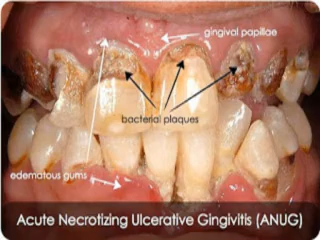 gingival papillae
bacterial plaques
edematous gums
Acute Necrotizing Ulcerative Gingivitis (ANUG)